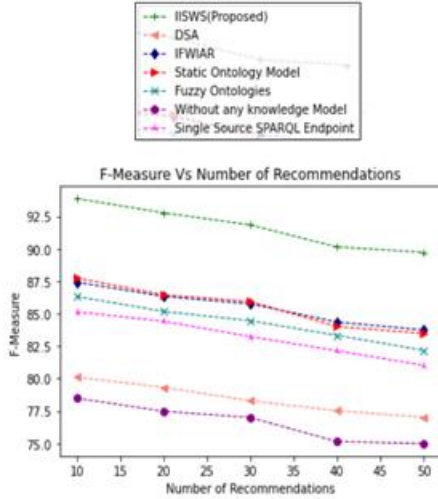 IISWS(Proposed)
DSA
IFWIAR
Static Ontology Model
Fuzzy Ontologies
Without any knowledge Model
Single Source SPARQL Endpoint
F-Measure Vs Number of Recommendations
92.5
90.0
87.5
85.0
82.5
80.0
77.5
75.0
F-Measure
10 15 20 25 30 35 40 45 50
Number of Recommendations